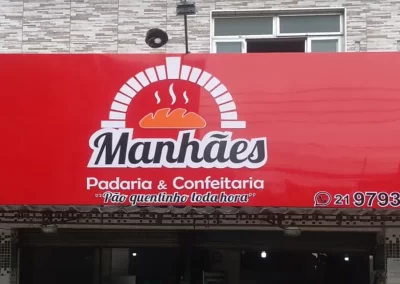 Manhães
Padaria & Confeitaria
"Pão quentinho toda hora"
21 9793